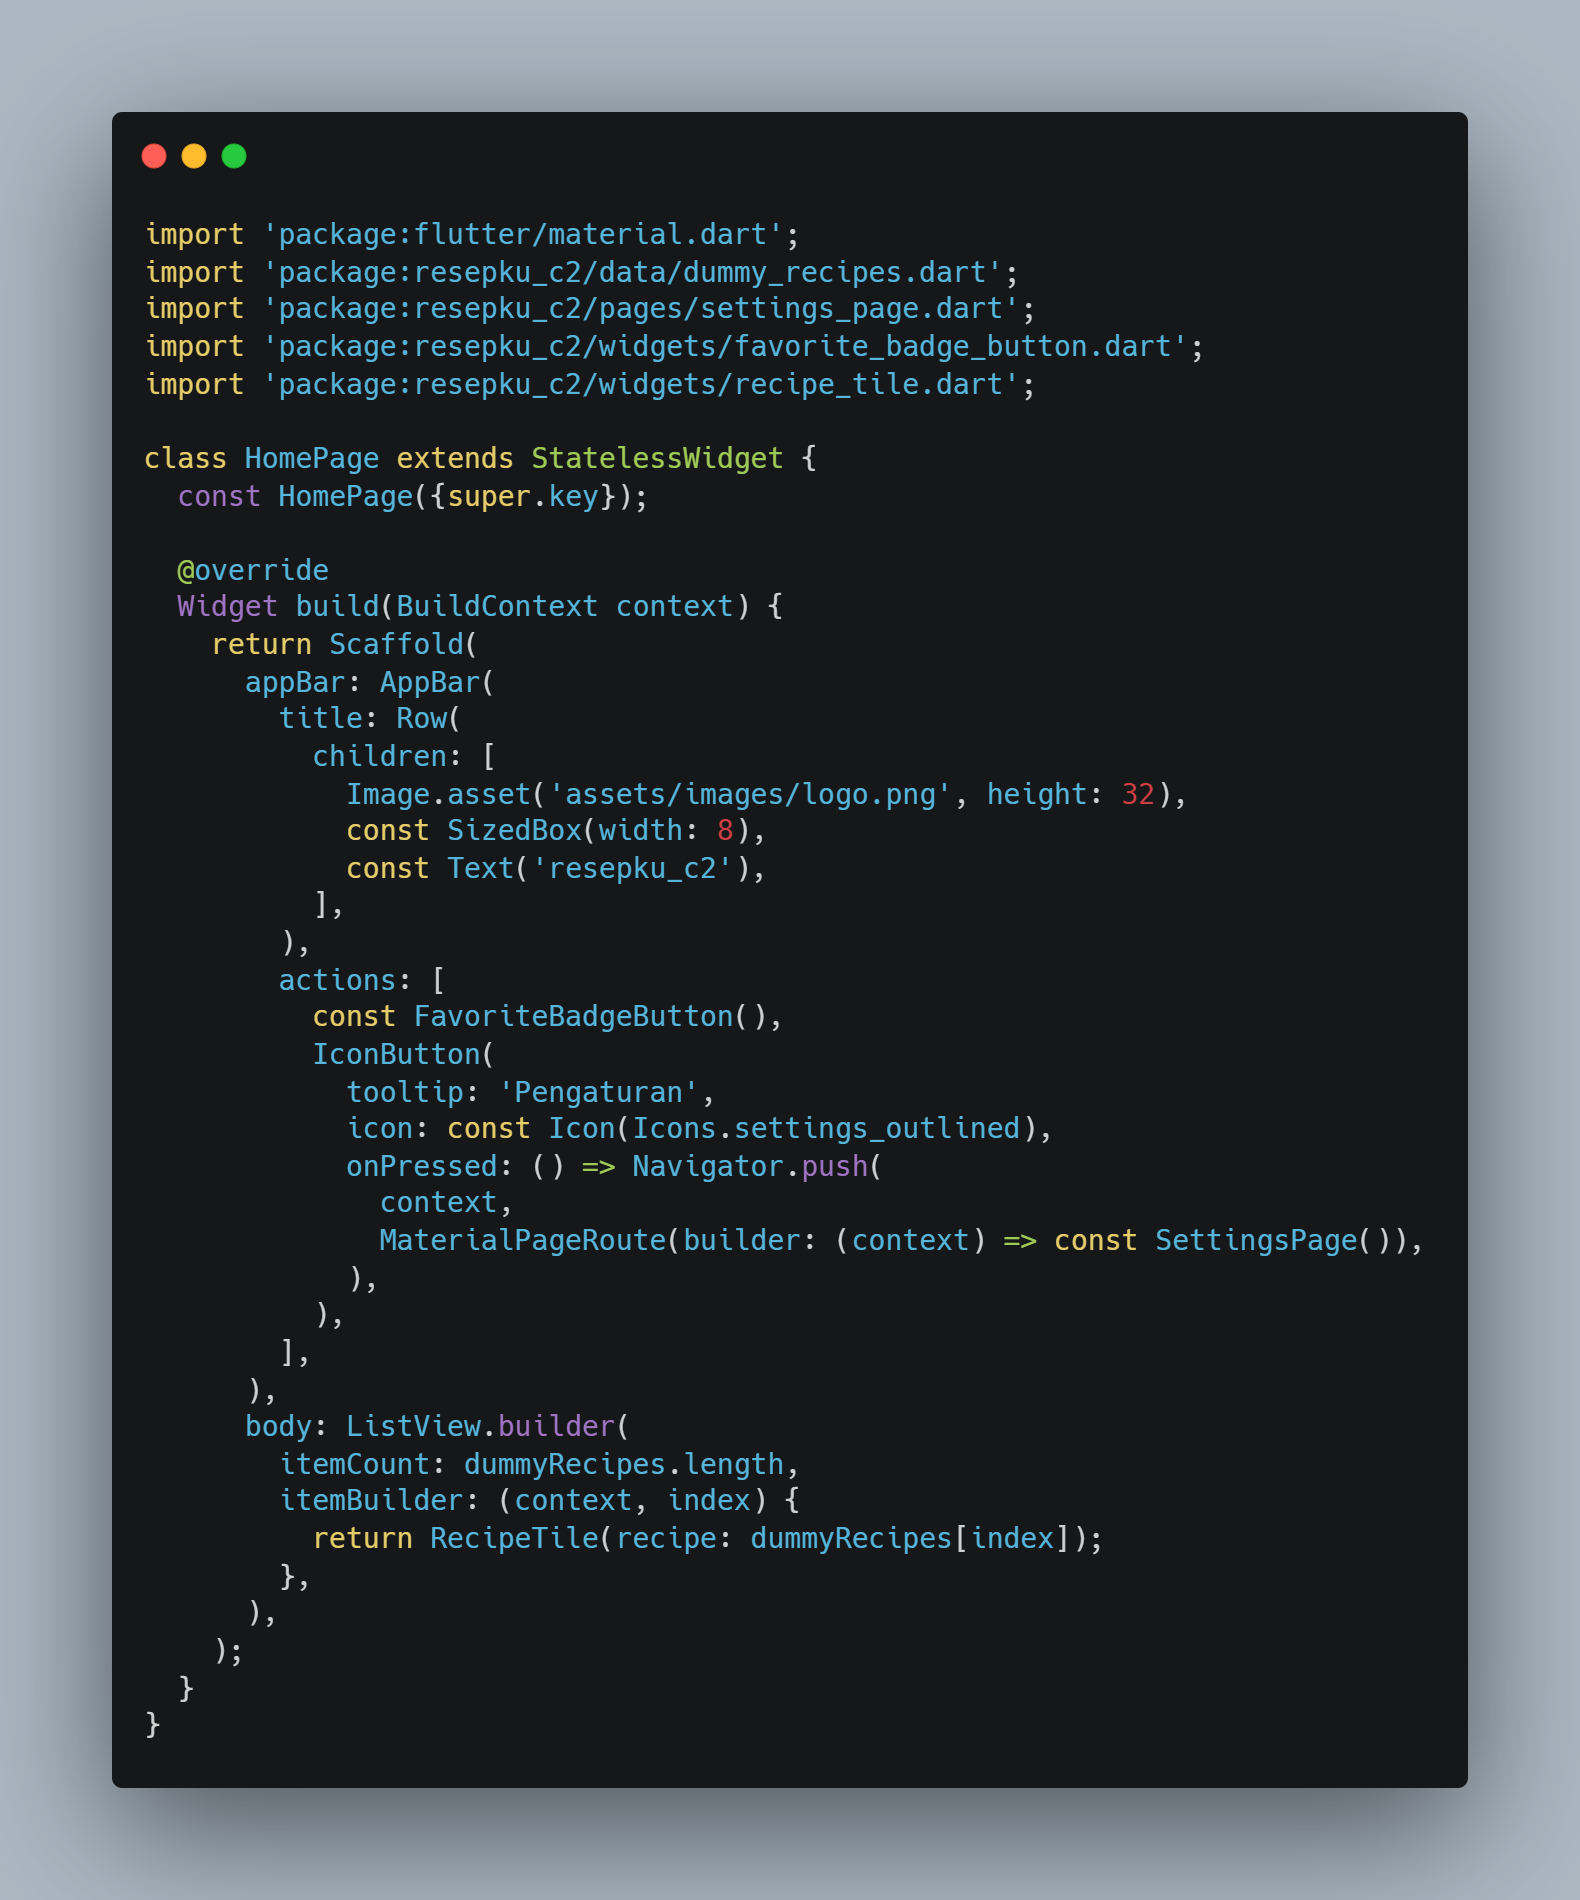 import 'package:flutter/material.dart';
import 'package:resepku_c2/data/dummy_recipes.dart';
import 'package:resepku_c2/pages/settings_page.dart';
import 'package:resepku_c2/widgets/favorite_badge_button.dart';
import 'package:resepku_c2/widgets/recipe_tile.dart';

class HomePage extends StatelessWidget {
  const HomePage({super.key});

  @override
  Widget build(BuildContext context) {
    return Scaffold(
      appBar: AppBar(
        title: Row(
          children: [
            Image.asset('assets/images/logo.png', height: 32),
            const SizedBox(width: 8),
            const Text('resepku_c2'),
          ],
        ),
        actions: [
          const FavoriteBadgeButton(),
          IconButton(
            tooltip: 'Pengaturan',
            icon: const Icon(Icons.settings_outlined),
            onPressed: () => Navigator.push(
              context,
              MaterialPageRoute(builder: (context) => const SettingsPage()),
            ),
          ),
        ],
      ),
      body: ListView.builder(
        itemCount: dummyRecipes.length,
        itemBuilder: (context, index) {
          return RecipeTile(recipe: dummyRecipes[index]);
        },
      ),
    );
  }
}